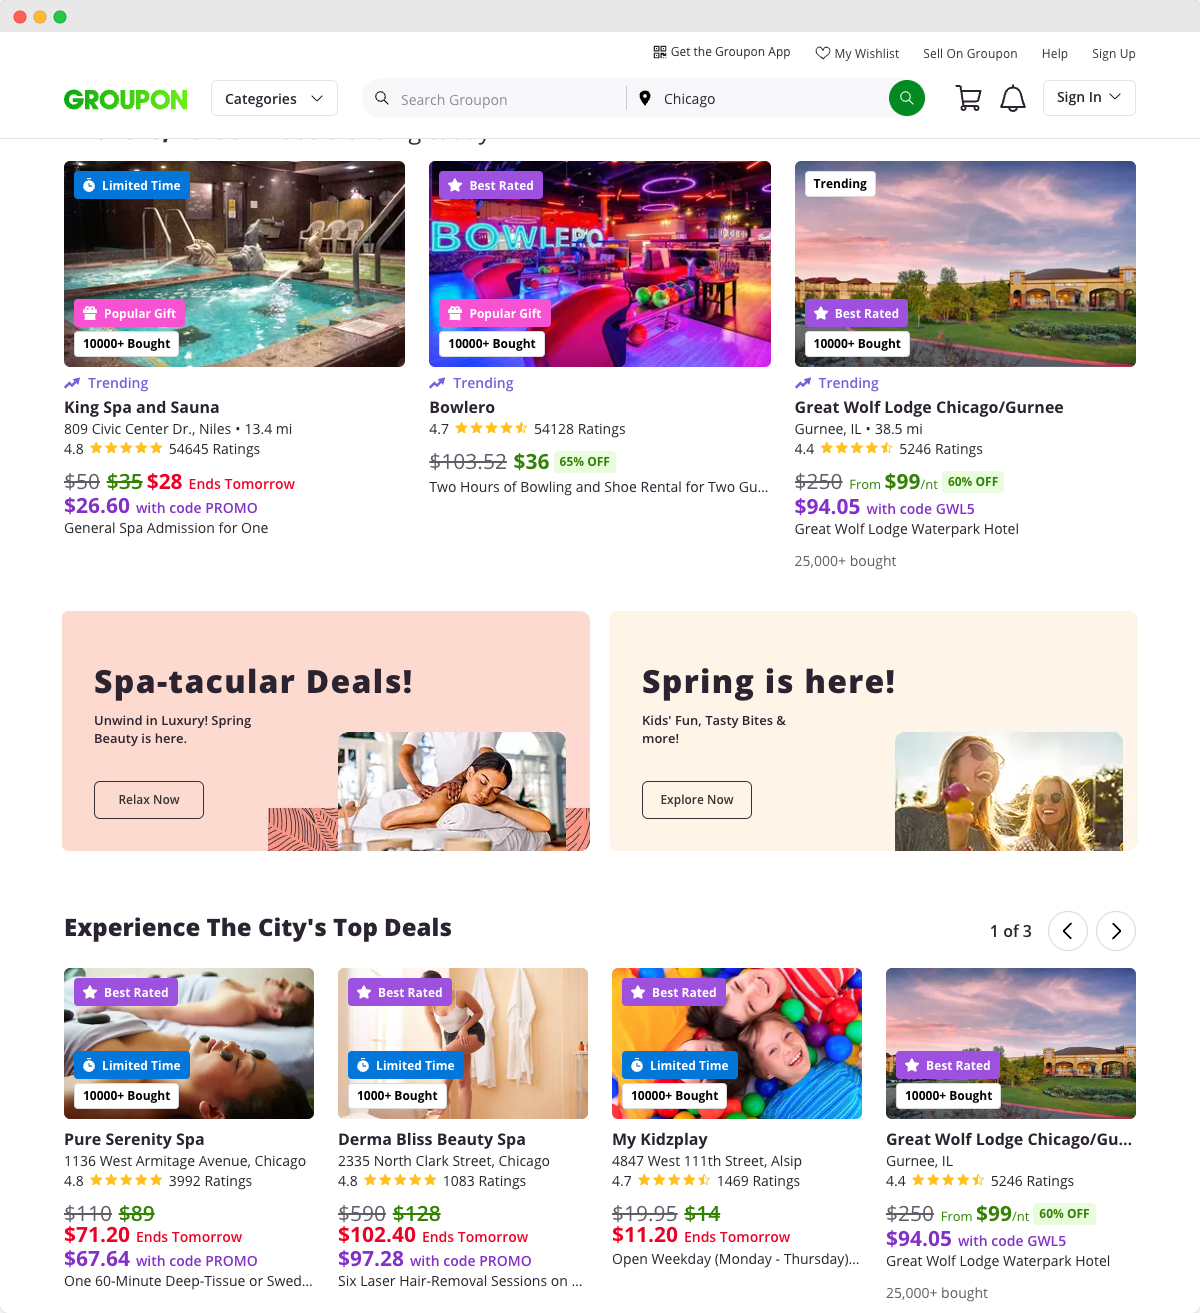 Get the Groupon App My Wishlist Sell On Groupon Help Sign Up
GROUPON Categories Search Groupon Chicago Sign In
Limited Time
Popular Gift
10000+ Bought
Trending
King Spa and Sauna
809 Civic Center Dr., Niles • 13.4 mi
4.8 54645 Ratings
$50 $35 $28 Ends Tomorrow
$26.60 with code PROMO
General Spa Admission for One
Best Rated
BOWLERO
Popular Gift
10000+ Bought
Trending
Bowlero
4.7 54128 Ratings
$103.52 $36 65% OFF
Two Hours of Bowling and Shoe Rental for Two Gu...
Trending
Best Rated
10000+ Bought
Trending
Great Wolf Lodge Chicago/Gurnee
Gurnee, IL • 38.5 mi
4.4 5246 Ratings
$250 From $99/nt 60% OFF
$94.05 with code GWL5
Great Wolf Lodge Waterpark Hotel
25,000+ bought
Spa-tacular Deals!
Unwind in Luxury! Spring
Beauty is here.
Relax Now
Spring is here!
Kids' Fun, Tasty Bites &
more!
Explore Now
Experience The City's Top Deals
1 of 3
Best Rated
Limited Time
10000+ Bought
Pure Serenity Spa
1136 West Armitage Avenue, Chicago
4.8 3992 Ratings
$110 $89
$71.20 Ends Tomorrow
$67.64 with code PROMO
One 60-Minute Deep-Tissue or Swed...
Best Rated
Limited Time
1000+ Bought
Derma Bliss Beauty Spa
2335 North Clark Street, Chicago
4.8 1083 Ratings
$590 $128
$102.40 Ends Tomorrow
$97.28 with code PROMO
Six Laser Hair-Removal Sessions on ...
Best Rated
Limited Time
10000+ Bought
My Kidzplay
4847 West 111th Street, Alsip
4.7 1469 Ratings
$19.95 $14
$11.20 Ends Tomorrow
Open Weekday (Monday - Thursday)...
Best Rated
10000+ Bought
Great Wolf Lodge Chicago/Gu...
Gurnee, IL
4.4 5246 Ratings
$250 From $99/nt 60% OFF
$94.05 with code GWL5
Great Wolf Lodge Waterpark Hotel
25,000+ bought